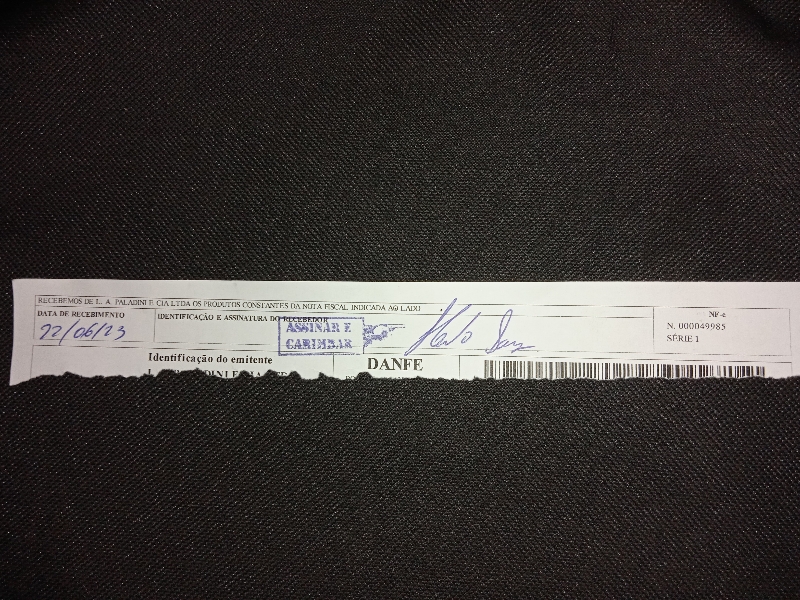 RECEBEMOS DE L. A. PALADINI E CIA LTDA OS PRODUTOS CONSTANTES DA NOTA FISCAL INDICADA AO LADO
DATA DE RECEBIMENTO
22/06/23
IDENTIFICAÇÃO E ASSINATURA DO RECEBEDOR
ASSINAR E
CARIMBAR
NF-e
N. 000049985
SÉRIE 1
Identificação do emitente
DANFE